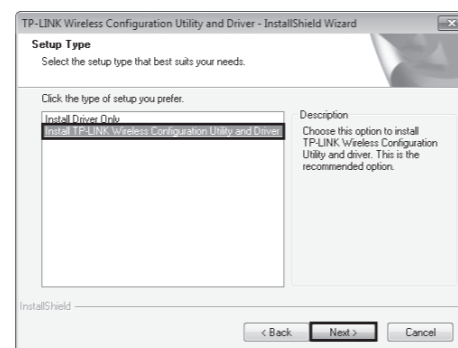 TP-LINK Wireless Configuration Utility and Driver - InstallShield Wizard
Setup Type
Select the setup type that best suits your needs.
Click the type of setup you prefer.
Install Driver Only
Install TP-LINK Wireless Configuration Utility and Driver
Description
Choose this option to install
TP-LINK Wireless Configuration
Utility and driver. This is the
recommended option.
InstallShield
< Back
Next >
Cancel